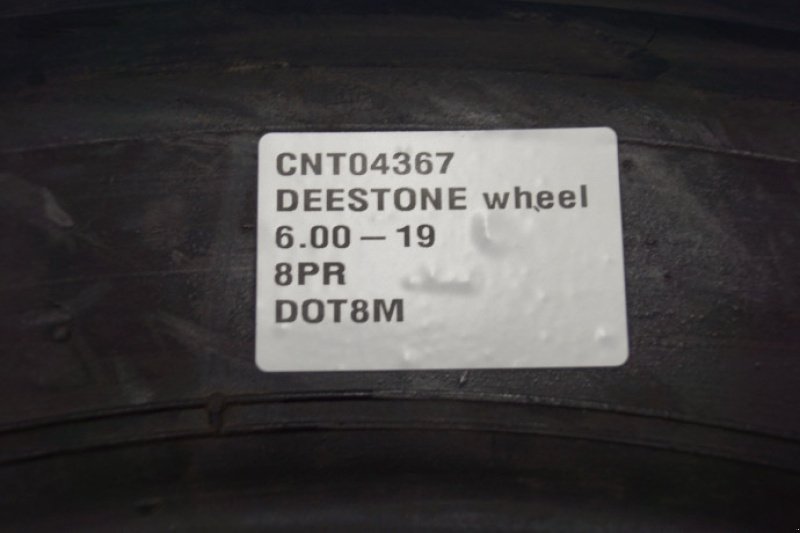 CNT04367
DEESTONE wheel
6.00-19
8PR
DOT8M